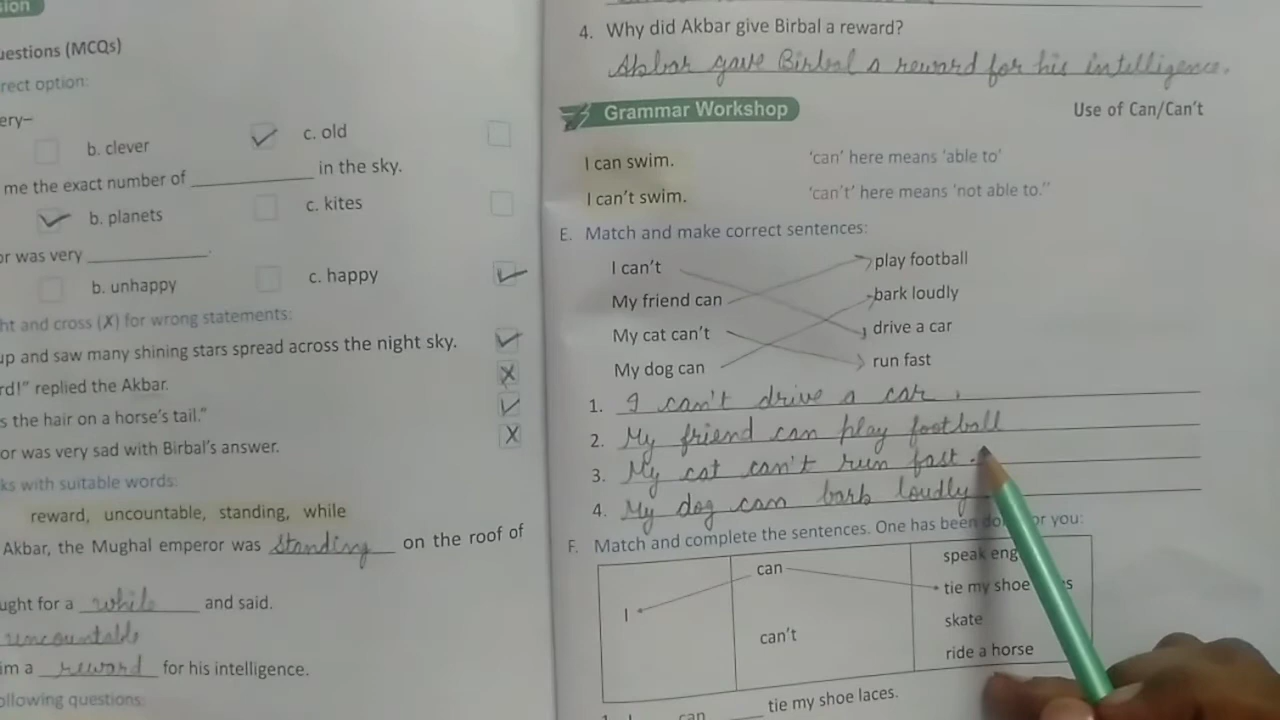 sion
uestions (MCQs)
rrect option:
ery–
b. clever
c. old
me the exact number of ____________ in the sky.
b. planets
c. kites
or was very ____________.
b. unhappy
c. happy
ht and cross (X) for wrong statements:
up and saw many shining stars spread across the night sky.
rd!" replied the Akbar.
s the hair on a horse's tail."
or was very sad with Birbal's answer.
ks with suitable words:
reward, uncountable, standing, while
Akbar, the Mughal emperor was standing on the roof of
ught for a while and said.
uncountable
im a reward for his intelligence.
ollowing questions:
4. Why did Akbar give Birbal a reward?
Akbar gave Birbal a reward for his intelligence.
Grammar Workshop
Use of Can/Can't
I can swim.
'can' here means 'able to'
I can't swim.
'can't' here means 'not able to."
E. Match and make correct sentences:
I can't
play football
My friend can
bark loudly
My cat can't
drive a car
My dog can
run fast
1. I can't drive a car.
2. My friend can play football
3. My cat can't run fast.
4. My dog can bark loudly
F. Match and complete the sentences. One has been do or you:
I
can
can't
speak eng
tie my shoe s
skate
ride a horse
1. I can tie my shoe laces.